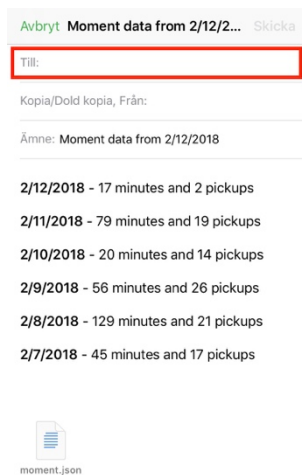 Avbryt Moment data from 2/12/2... Skicka
Till:
Kopia/Dold kopia, Från:
Ämne: Moment data from 2/12/2018
2/12/2018 - 17 minutes and 2 pickups
2/11/2018 - 79 minutes and 19 pickups
2/10/2018 - 20 minutes and 14 pickups
2/9/2018 - 56 minutes and 26 pickups
2/8/2018 - 129 minutes and 21 pickups
2/7/2018 - 45 minutes and 17 pickups
moment.json